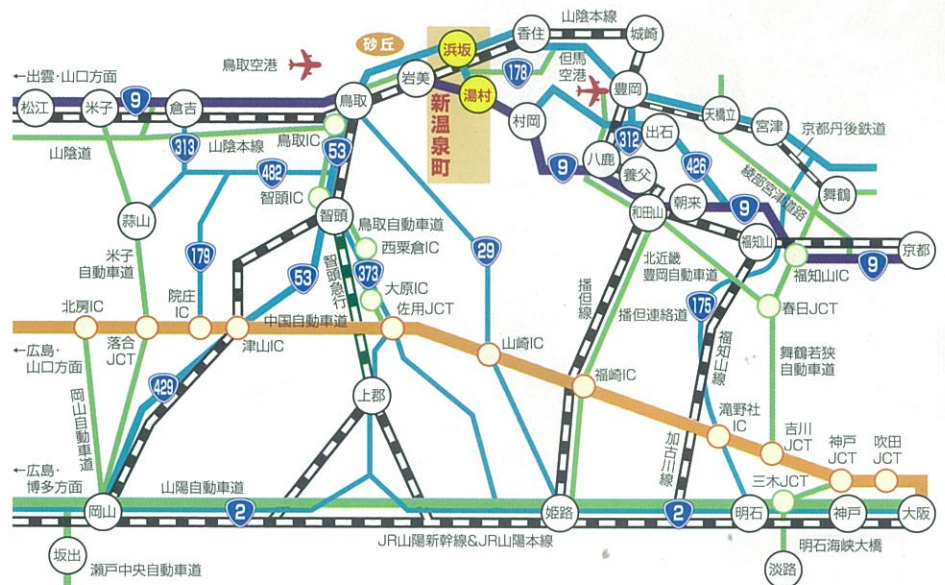 山陰本線
城崎
香住
浜坂
砂丘
鳥取空港
但馬
空港
178
←出雲・山口方面
岩美
豊岡
9
松江
米子
倉吉
鳥取
湯村
村岡
新温泉町
天橋立
宮津
京都丹後鉄道
鳥取IC
出石
312
山陰道
313
山陰本線
53
426
八鹿
養父
9
482
綾部宮津道路
舞鶴
智頭IC
和田山
朝来
9
蒜山
智頭
鳥取自動車道
福知山
京都
西粟倉IC
29
北近畿
豊岡自動車道
福知山IC
9
米子
自動車道
179
53
智頭急行
373
播但線
大原IC
春日JCT
北房IC
院庄
IC
佐用JCT
播但連絡道
175
福知山線
中国自動車道
落合
JCT
津山IC
山崎IC
←広島・
山口方面
舞鶴若狭
自動車道
福崎IC
429
上郡
岡山自動車道
滝野社
IC
吉川
JCT
神戸
JCT
吹田
JCT
加古川線
←広島・
博多方面
三木JCT
山陽自動車道
岡山
2
姫路
2
明石
神戸
大阪
JR山陽新幹線&JR山陽本線
明石海峡大橋
坂出
瀬戸中央自動車道
淡路